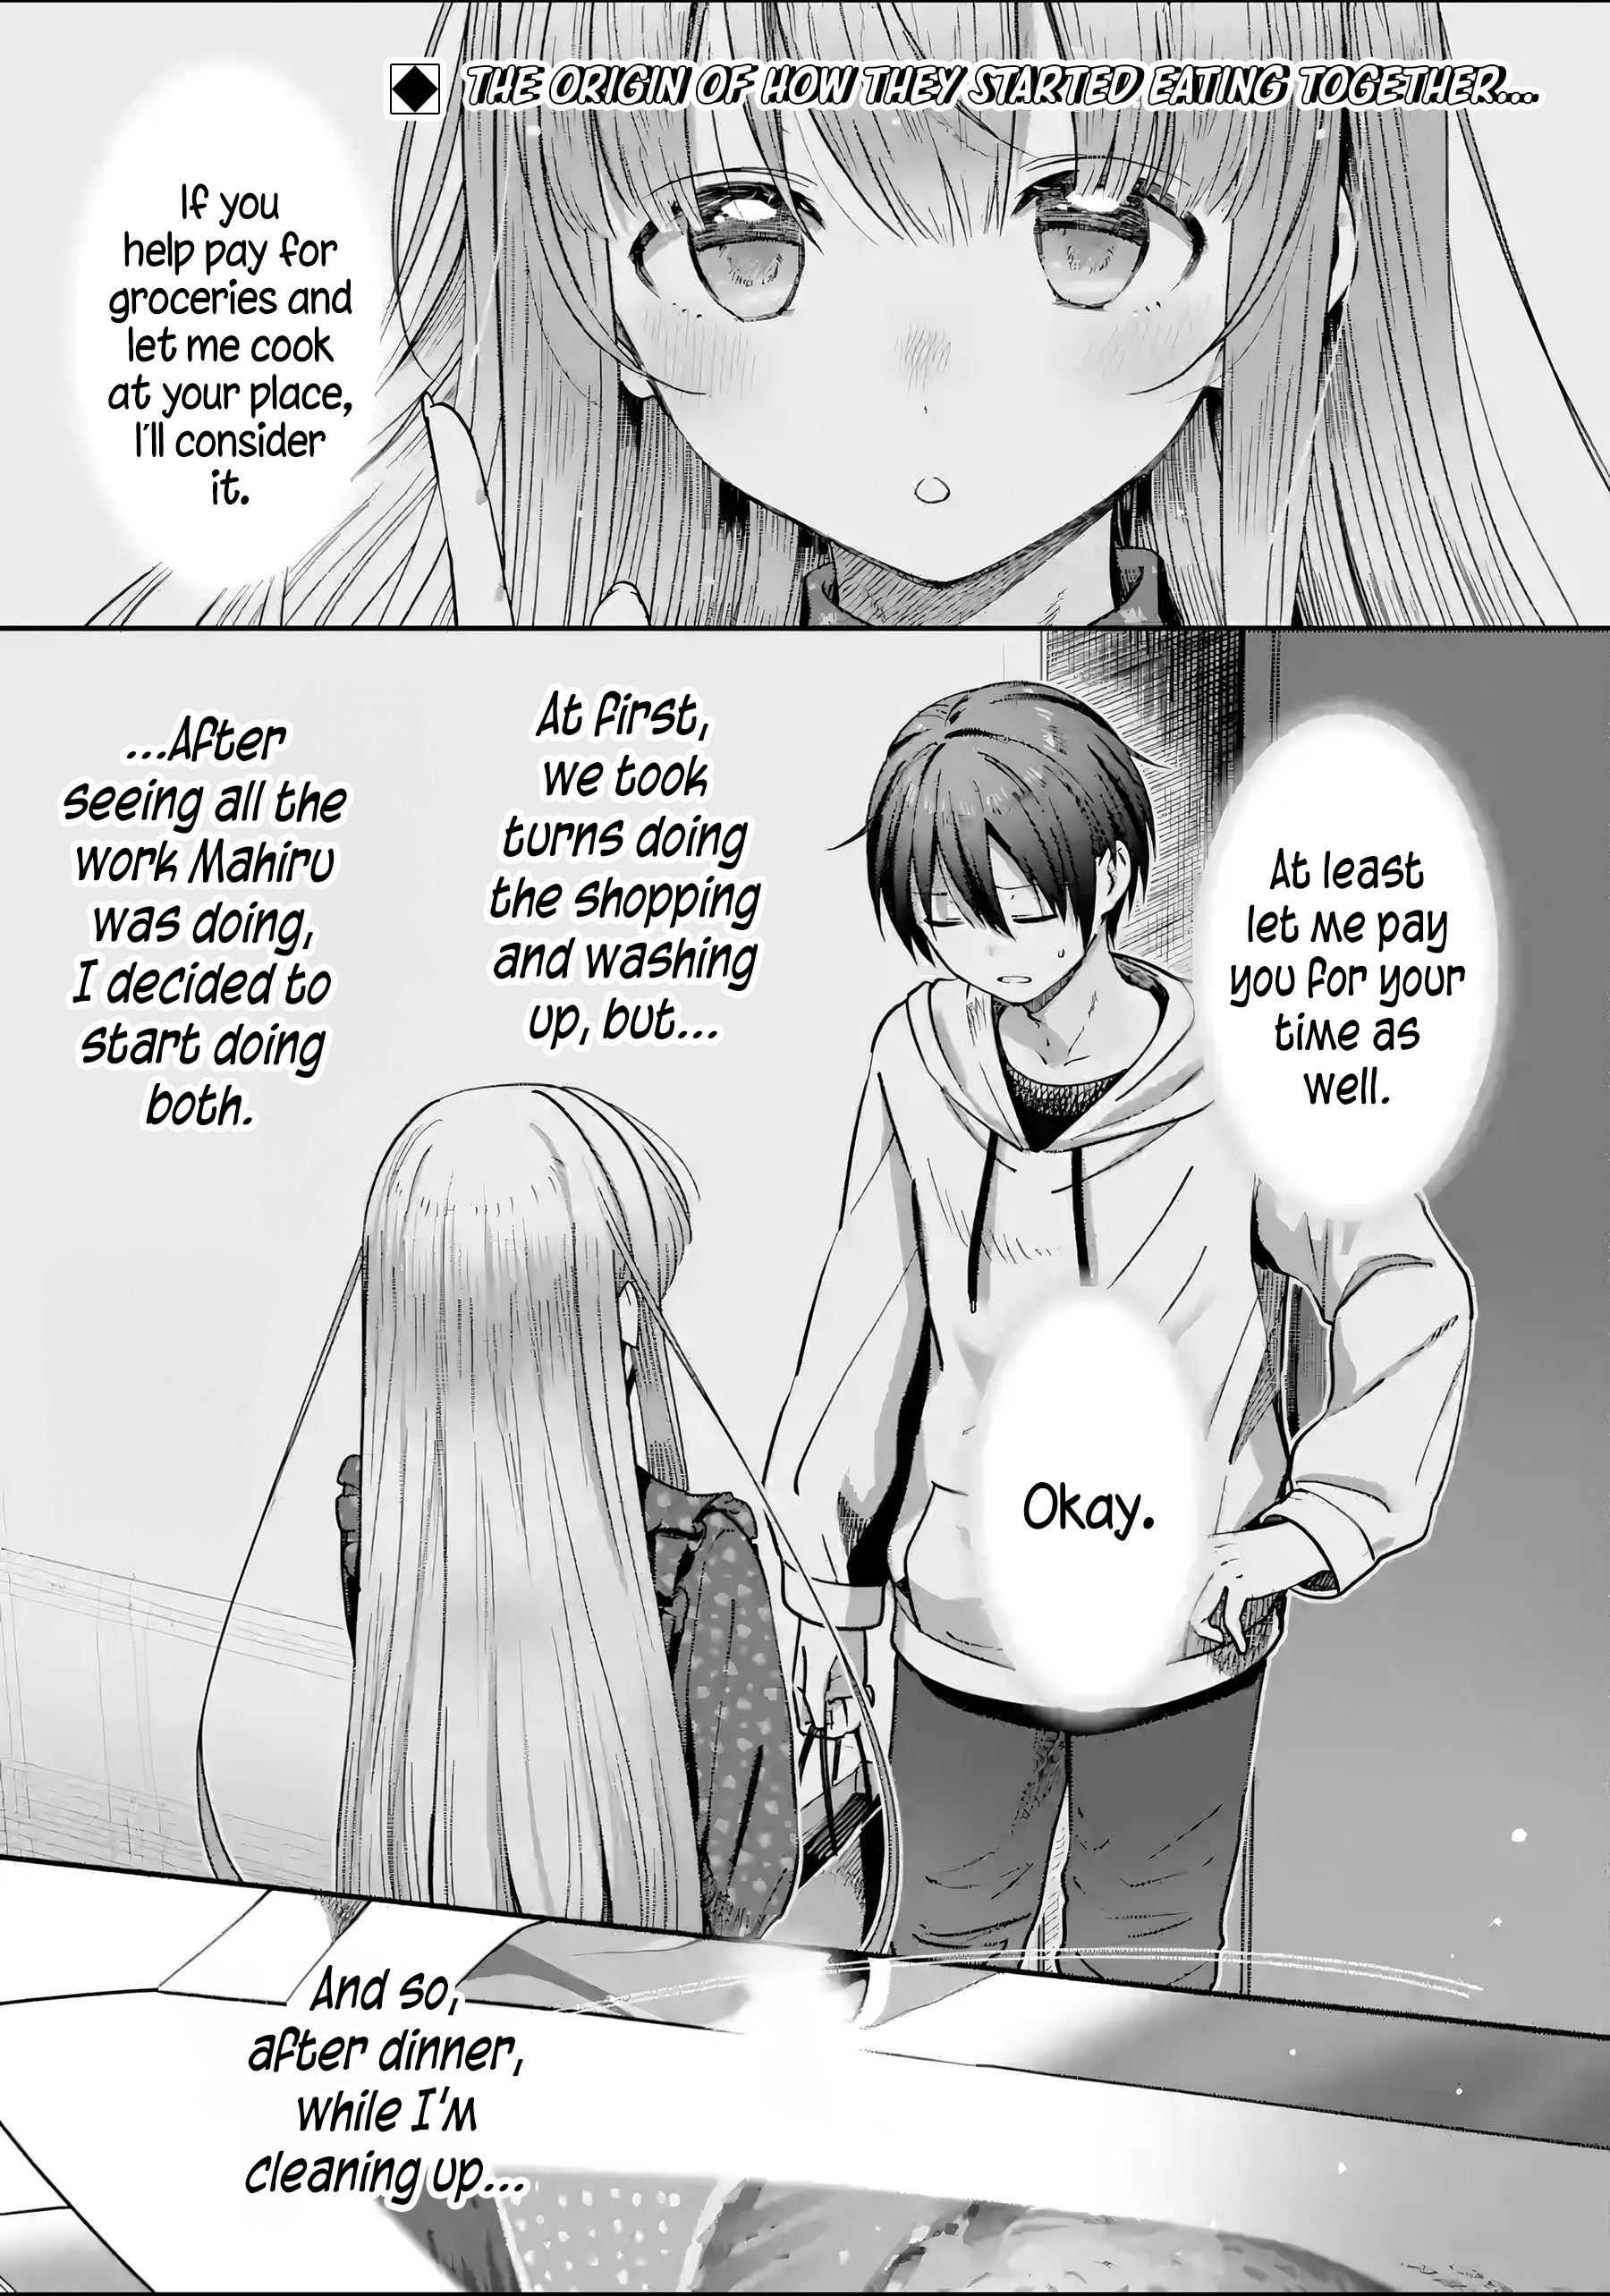 THE ORIGIN OF HOW THEY STARTED EATING TOGETHER....
If you
help pay for
groceries and
let me cook
at your place,
I'll consider
it.
At least
let me pay
you for your
time as
well.
Okay.
At first,
we took
turns doing
the shopping
and washing
up, but...
...After
seeing all the
work Mahiru
was doing,
I decided to
start doing
both.
And so,
after dinner,
while I'm
cleaning up...